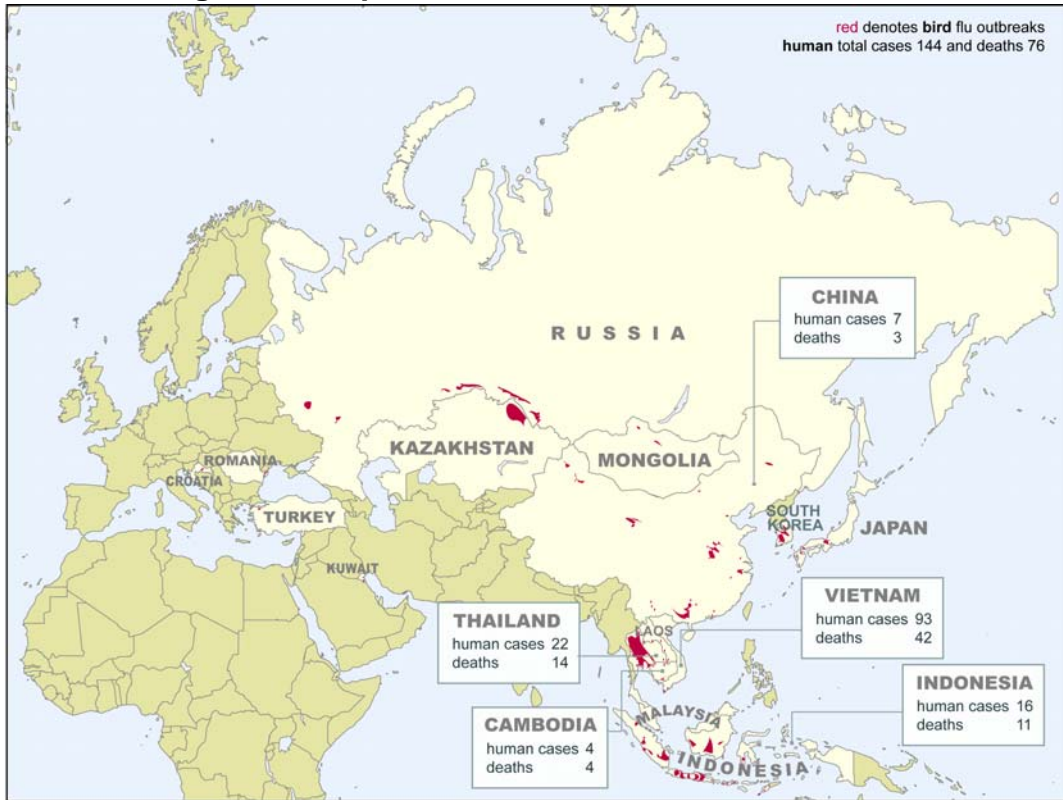 red denotes bird flu outbreaks
human total cases 144 and deaths 76
CHINA
human cases 7
deaths 3
RUSSIA
KAZAKHSTAN
MONGOLIA
ROMANIA
CROATIA
TURKEY
SOUTH
KOREA
JAPAN
KUWAIT
VIETNAM
human cases 93
deaths 42
THAILAND
human cases 22
deaths 14
LAOS
INDONESIA
human cases 16
deaths 11
MALAYSIA
CAMBODIA
human cases 4
deaths 4
INDONESIA